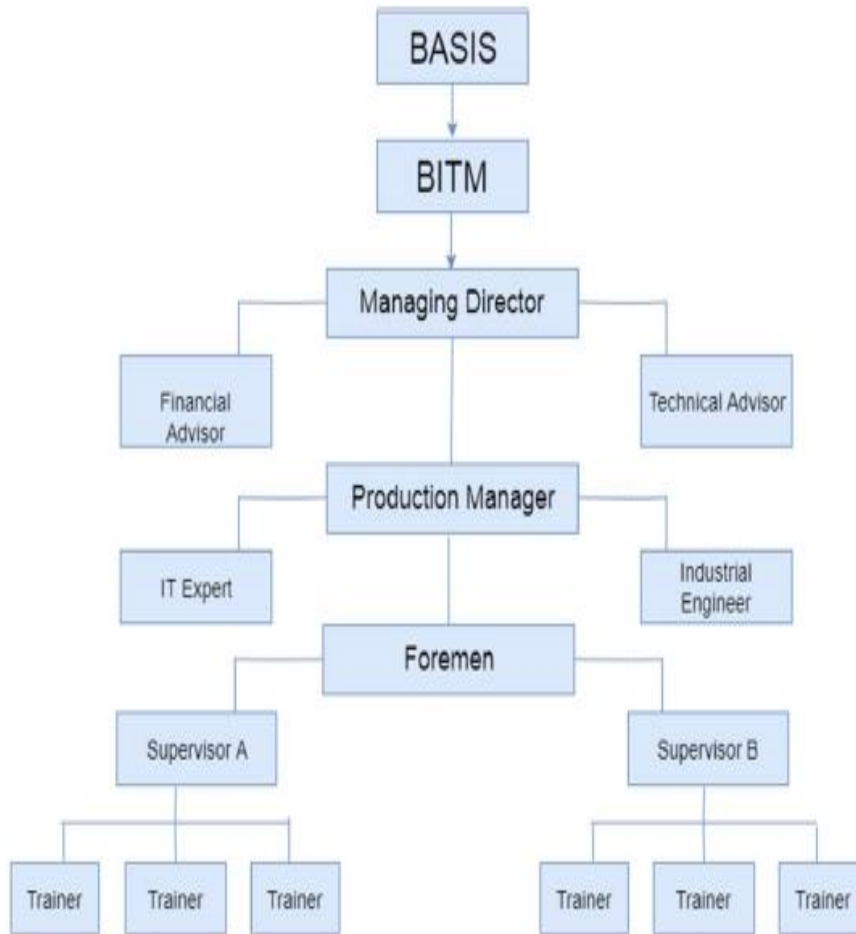 BASIS
BITM
Managing Director
Financial
Advisor
Technical Advisor
Production Manager
IT Expert
Industrial
Engineer
Foremen
Supervisor A
Supervisor B
Trainer
Trainer
Trainer
Trainer
Trainer
Trainer